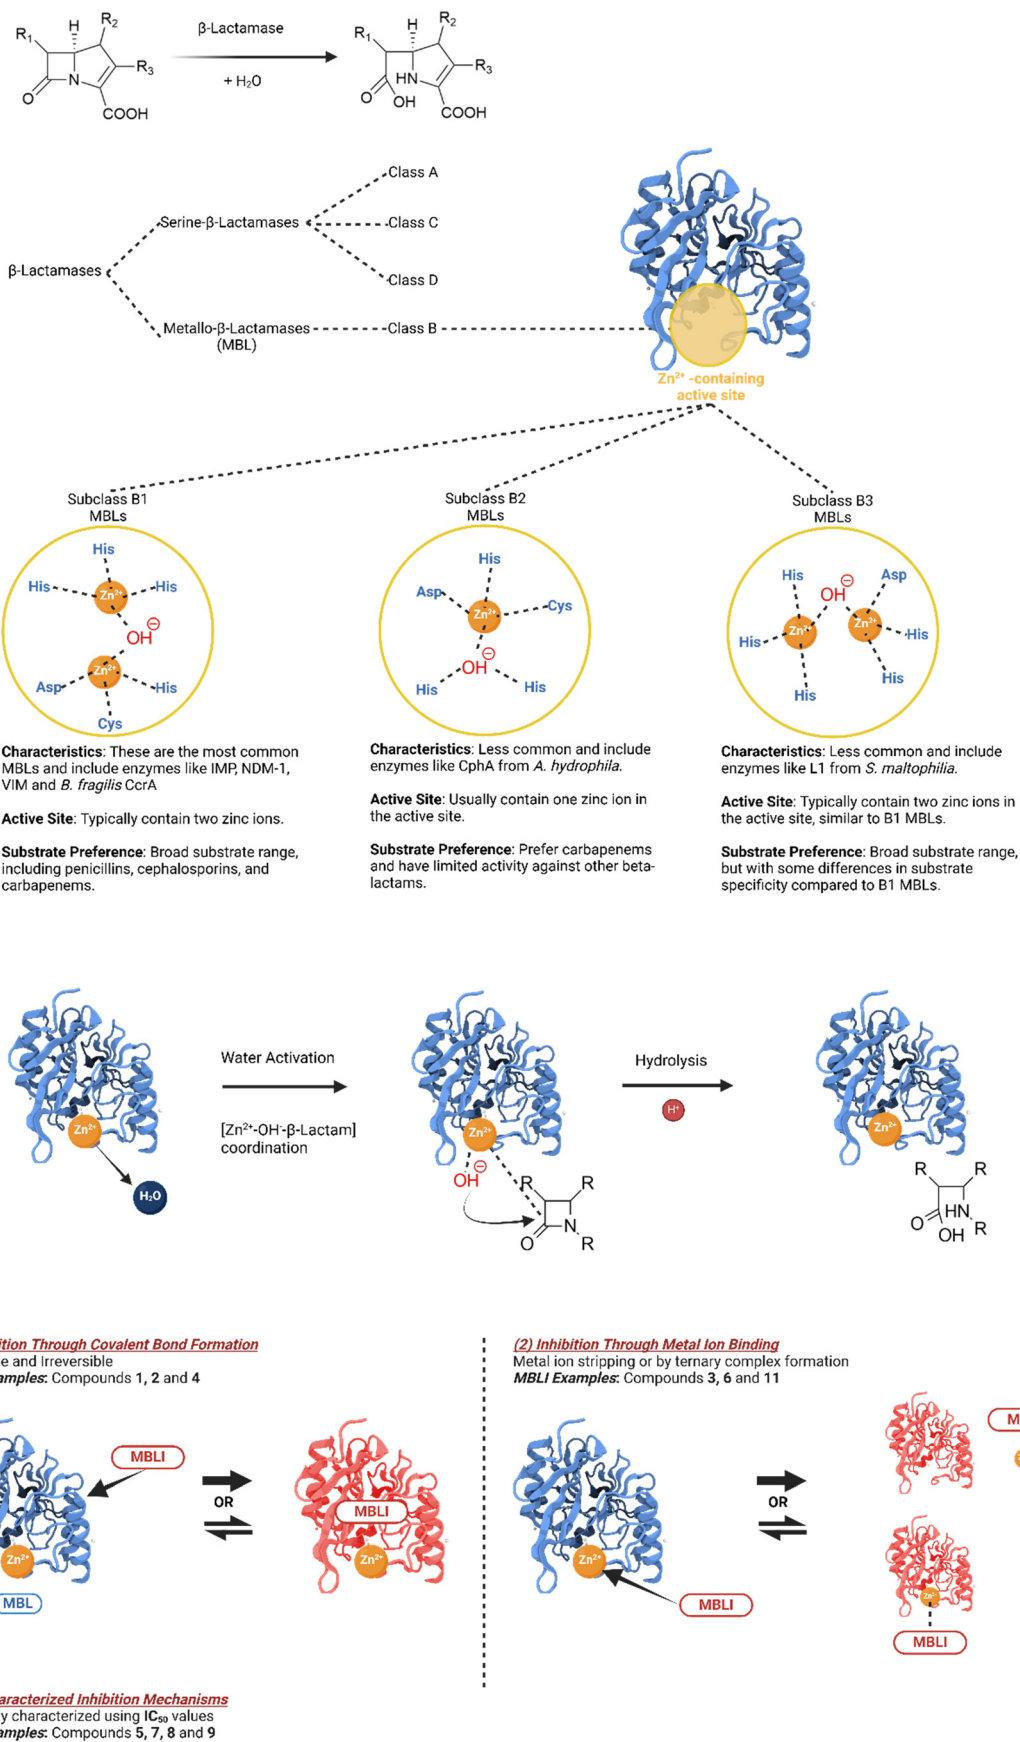 R₁
H
R₂
R₃
N
O
COOH
β-Lactamase
+ H₂O
R₁
H
R₂
R₃
HN
O
OH
COOH
Class A
Serine-β-Lactamases
Class C
β-Lactamases
Class D
Metallo-β-Lactamases
(MBL)
Class B
Zn²⁺ -containing
active site
Subclass B1
MBLs
His
His
Zn²⁺
His
OH
Zn²⁺
Asp
His
Cys
Characteristics: These are the most common
MBLs and include enzymes like IMP, NDM-1,
VIM and B. fragilis CcrA
Active Site: Typically contain two zinc ions.
Substrate Preference: Broad substrate range,
including penicillins, cephalosporins, and
carbapenems.
Subclass B2
MBLs
His
Asp
Zn²⁺
Cys
OH
His
His
Characteristics: Less common and include
enzymes like CphA from A. hydrophila.
Active Site: Usually contain one zinc ion in
the active site.
Substrate Preference: Prefer carbapenems
and have limited activity against other beta-
lactams.
Subclass B3
MBLs
His
OH
Asp
Zn²⁺
Zn²⁺
His
His
His
His
Characteristics: Less common and include
enzymes like L1 from S. maltophilia.
Active Site: Typically contain two zinc ions in
the active site, similar to B1 MBLs.
Substrate Preference: Broad substrate range,
but with some differences in substrate
specificity compared to B1 MBLs.
Zn²⁺
H₂O
Water Activation
[Zn²⁺-OH⁻-β-Lactam]
coordination
Zn²⁺
OH
R
R
N
O
R
Hydrolysis
H⁺
Zn²⁺
R
R
O
HN
OH
R
ition Through Covalent Bond Formation
e and Irreversible
amples: Compounds 1, 2 and 4
MBLI
OR
MBLI
Zn²⁺
Zn²⁺
MBL
(2) Inhibition Through Metal Ion Binding
Metal ion stripping or by ternary complex formation
MBLI Examples: Compounds 3, 6 and 11
OR
Zn²⁺
MBLI
Zn²⁺
MBLI
aracterized Inhibition Mechanisms
y characterized using IC₅₀ values
amples: Compounds 5, 7, 8 and 9